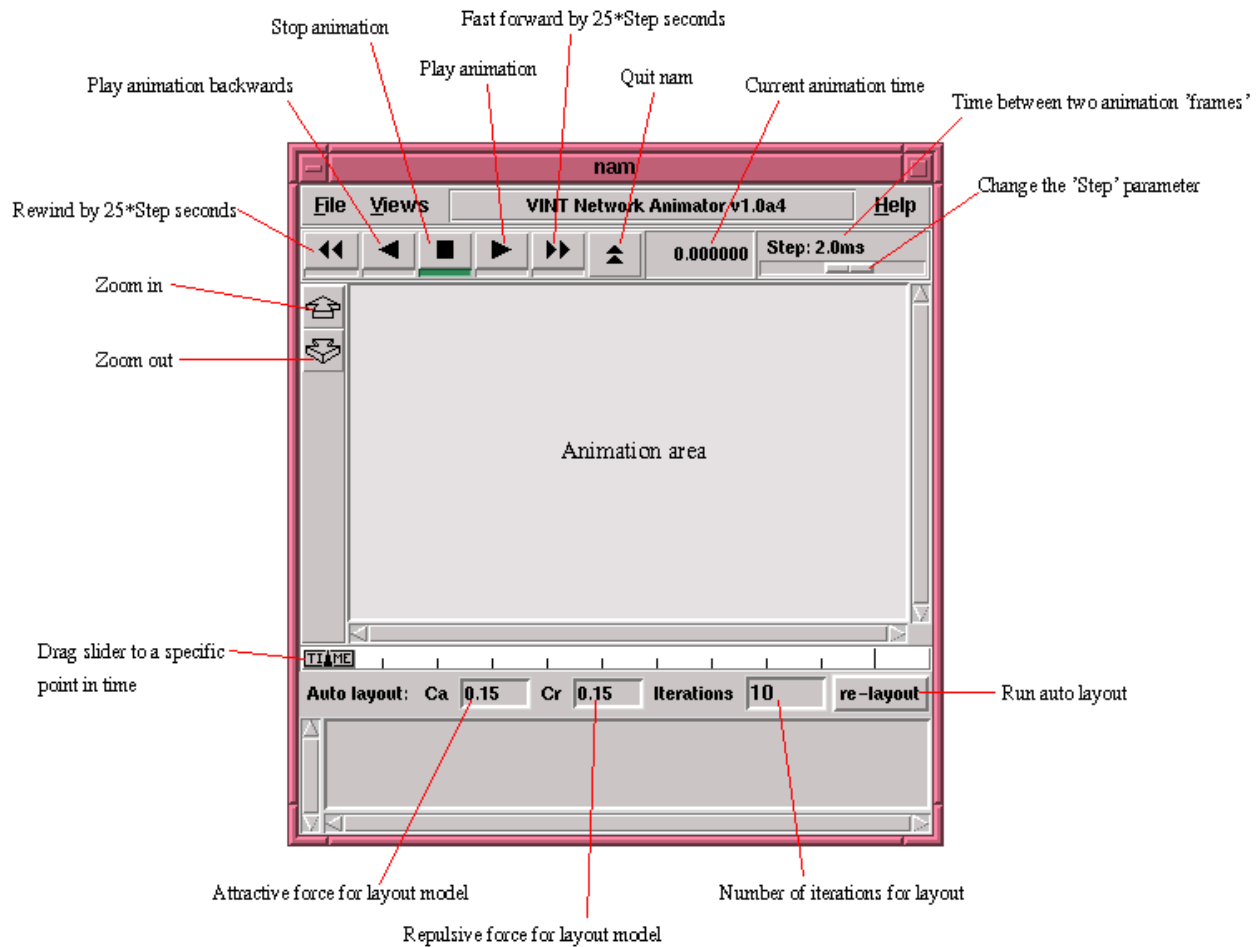 Fast forward by 25*Step seconds
Stop animation
Play animation
Quit nam
Play animation backwards
Current animation time
Time between two animation 'frames'
nam
Change the 'Step' parameter
File Views VINT Network Animator v1.0a4 Help
Rewind by 25*Step seconds
0.000000
Step: 2.0ms
Zoom in
Zoom out
Animation area
Drag slider to a specific
point in time
TIME
Auto layout: Ca 0.15 Cr 0.15 Iterations 10 re-layout
Run auto layout
Attractive force for layout model
Number of iterations for layout
Repulsive force for layout model